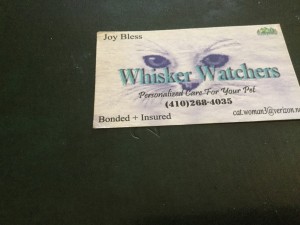 Joy Bless
Whisker Watchers
Personalized Care For Your Pet
(410)268-4035
Bonded + Insured